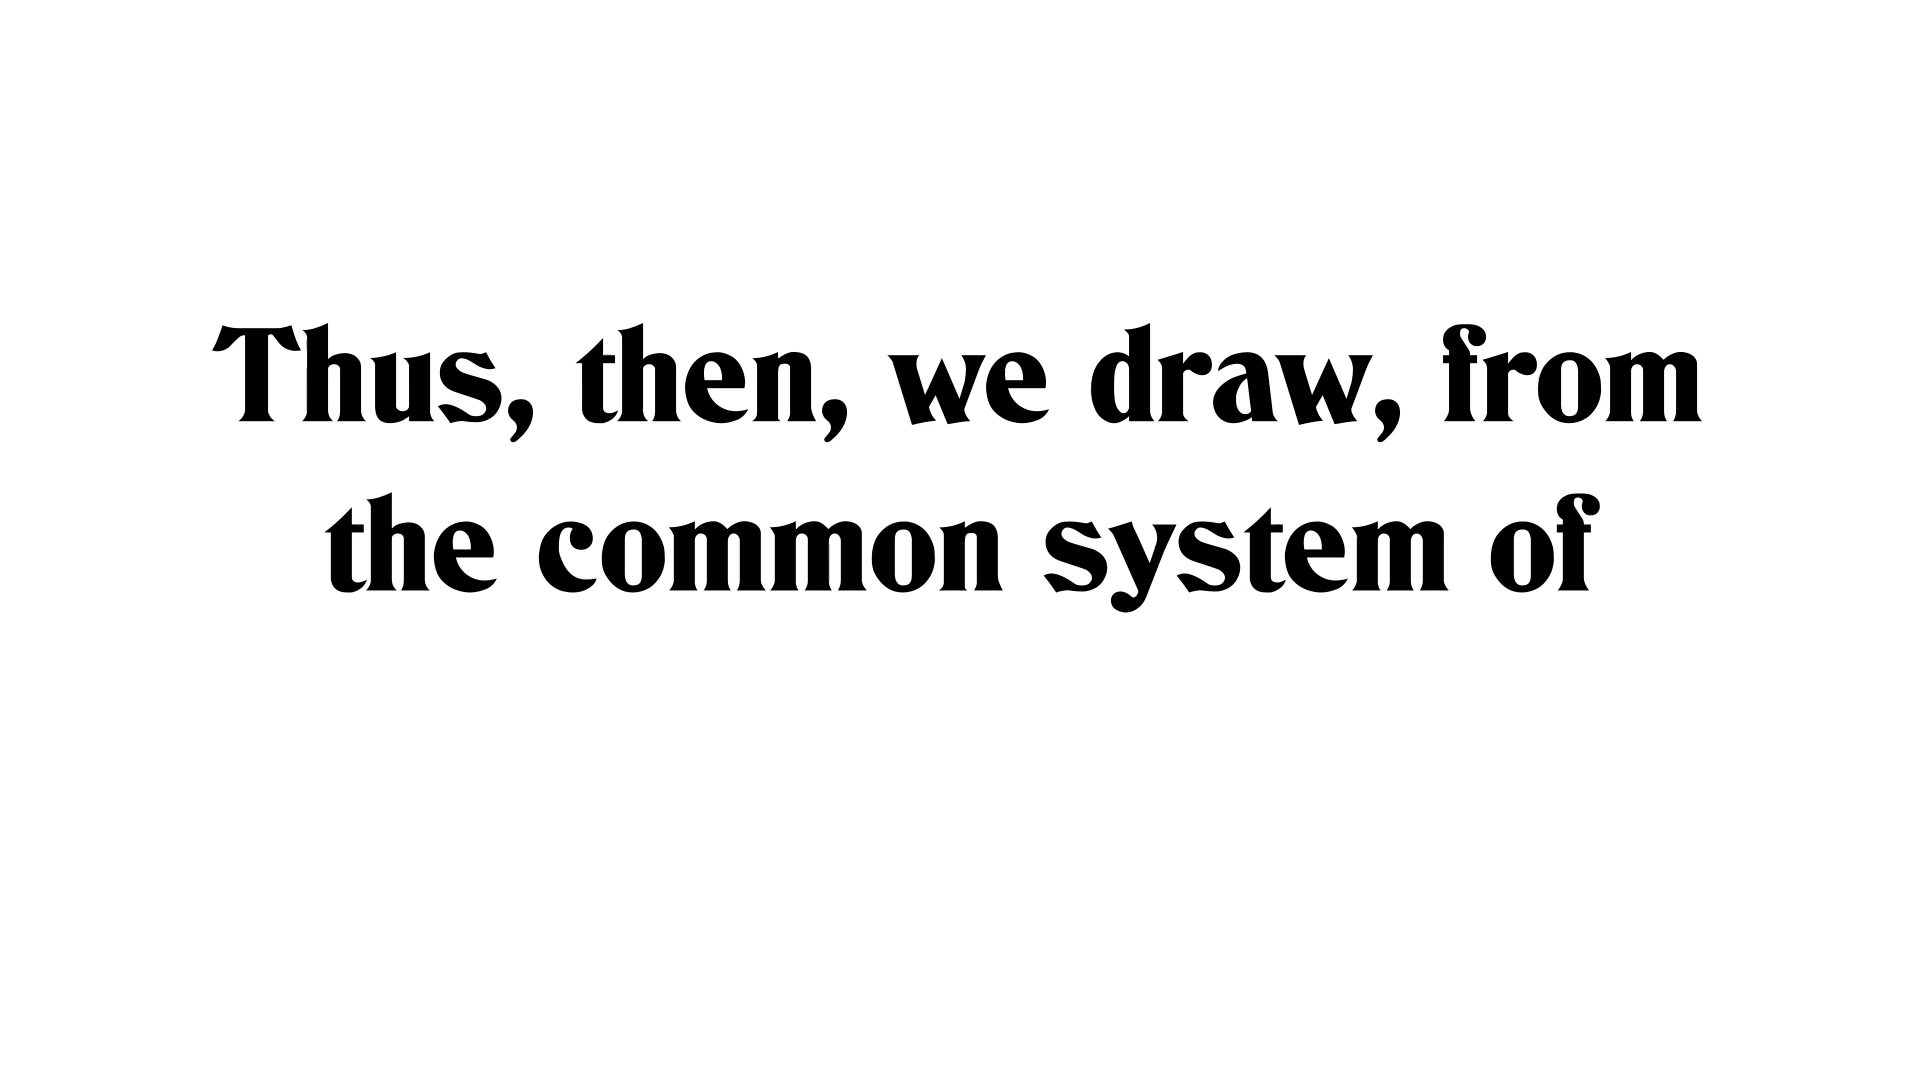 Thus, then, we draw, from
the common system of